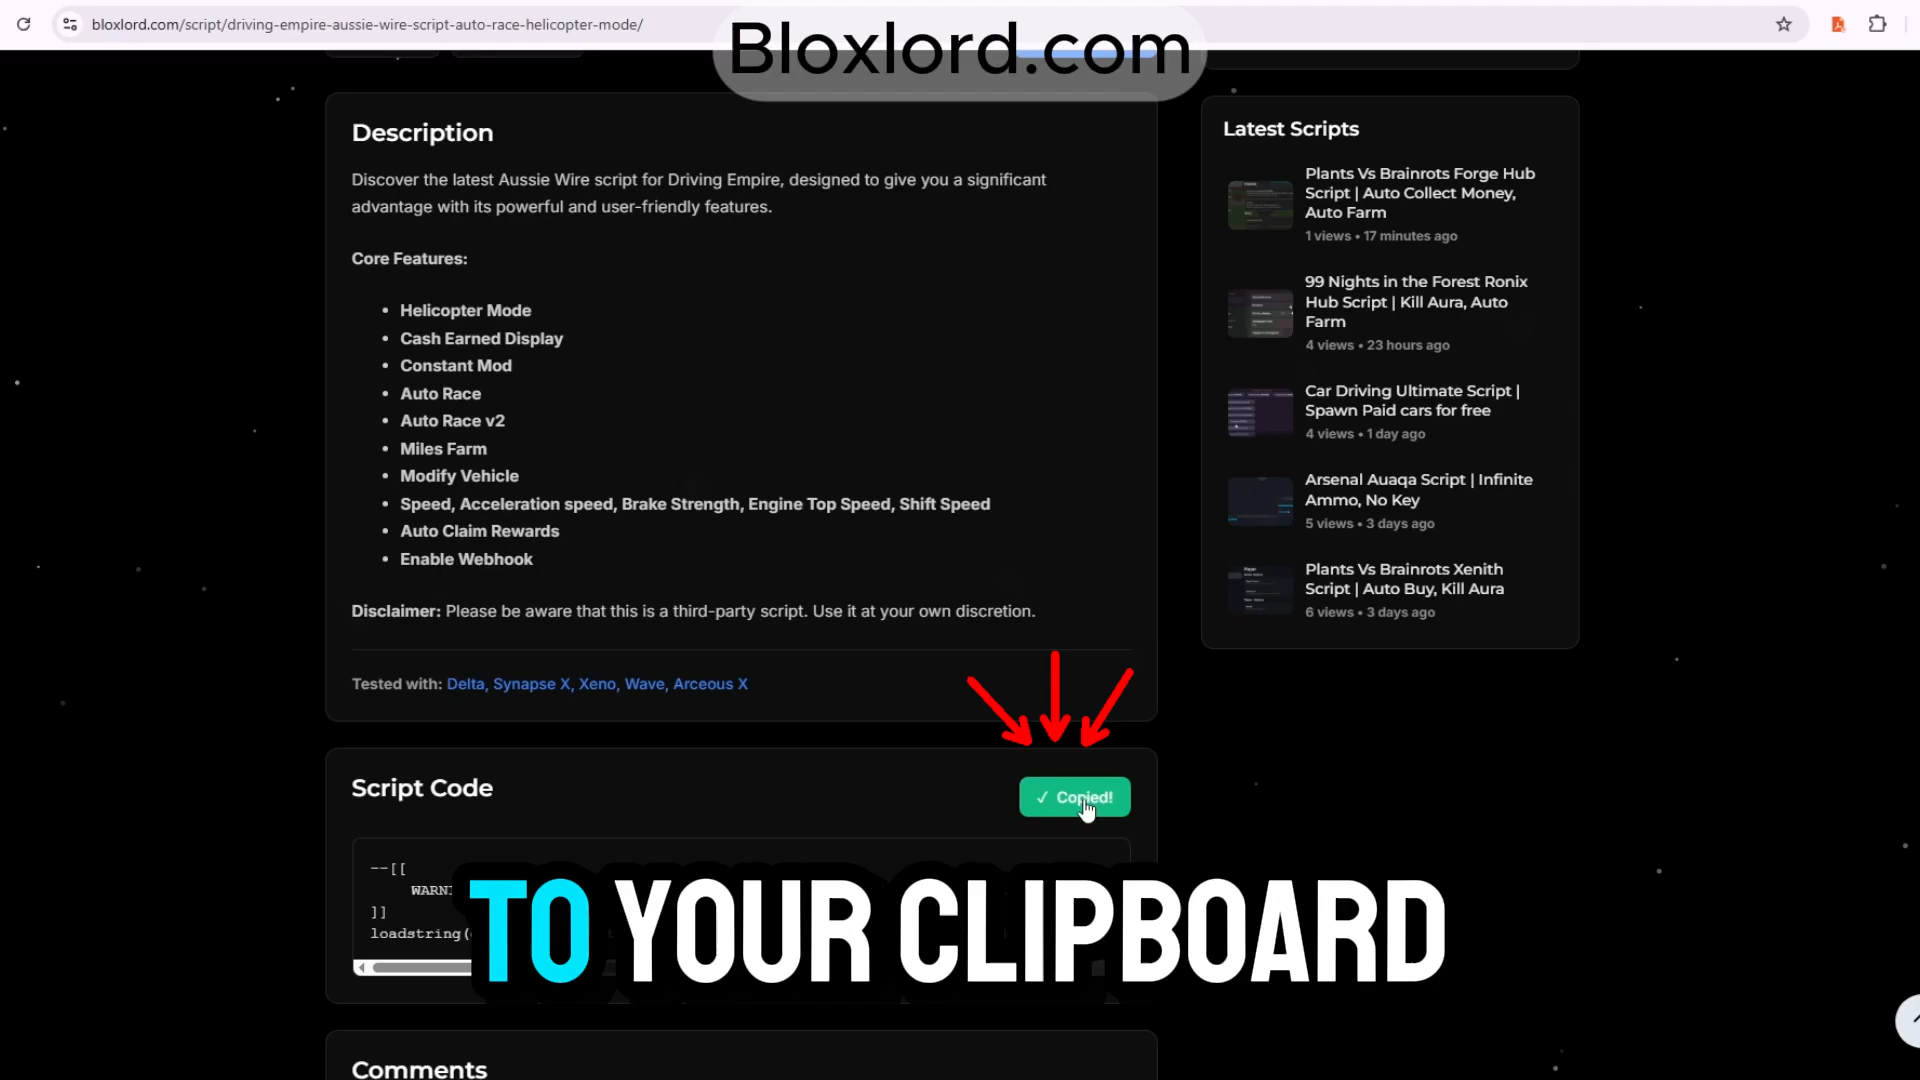 bloxlord.com/script/driving-empire-aussie-wire-script-auto-race-helicopter-mode/
Bloxlord.com
Description
Discover the latest Aussie Wire script for Driving Empire, designed to give you a significant
advantage with its powerful and user-friendly features.
Core Features:
• Helicopter Mode
• Cash Earned Display
• Constant Mod
• Auto Race
• Auto Race v2
• Miles Farm
• Modify Vehicle
• Speed, Acceleration speed, Brake Strength, Engine Top Speed, Shift Speed
• Auto Claim Rewards
• Enable Webhook
Disclaimer: Please be aware that this is a third-party script. Use it at your own discretion.
Tested with: Delta, Synapse X, Xeno, Wave, Arceous X
Script Code
✓ Copied!
--[[
WARNI
]]
loadstring(
TO YOUR CLIPBOARD
Comments
Latest Scripts
Plants Vs Brainrots Forge Hub
Script | Auto Collect Money,
Auto Farm
1 views • 17 minutes ago
99 Nights in the Forest Ronix
Hub Script | Kill Aura, Auto
Farm
4 views • 23 hours ago
Car Driving Ultimate Script |
Spawn Paid cars for free
4 views • 1 day ago
Arsenal Auaqa Script | Infinite
Ammo, No Key
5 views • 3 days ago
Plants Vs Brainrots Xenith
Script | Auto Buy, Kill Aura
6 views • 3 days ago